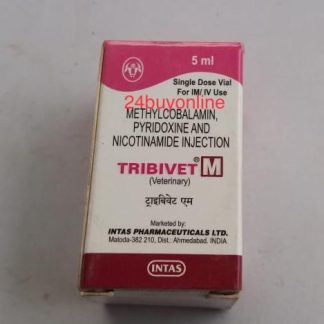 5 ml
Single Dose Vial
For IM/ IV Use
24buyonline
METHYLCOBALAMIN,
PYRIDOXINE AND
NICOTINAMIDE INJECTION
TRIBIVET® M
(Veterinary)
ट्राइबिवेट एम
Marketed by:
INTAS PHARMACEUTICALS LTD.
Matoda-382 210, Dist.: Ahmedabad. INDIA
INTAS